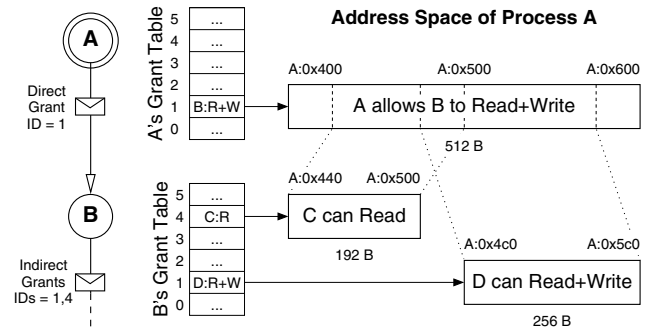 Address Space of Process A
A
Direct
Grant
ID = 1
B
Indirect
Grants
IDs = 1,4
A's Grant Table
5 ...
4 ...
3 ...
2 ...
1 B:R+W
0 ...
A:0x400 A:0x500 A:0x600
A allows B to Read+Write
512 B
B's Grant Table
5 ...
4 C:R
3 ...
2 ...
1 D:R+W
0 ...
A:0x440 A:0x500
C can Read
192 B
A:0x4c0 A:0x5c0
D can Read+Write
256 B